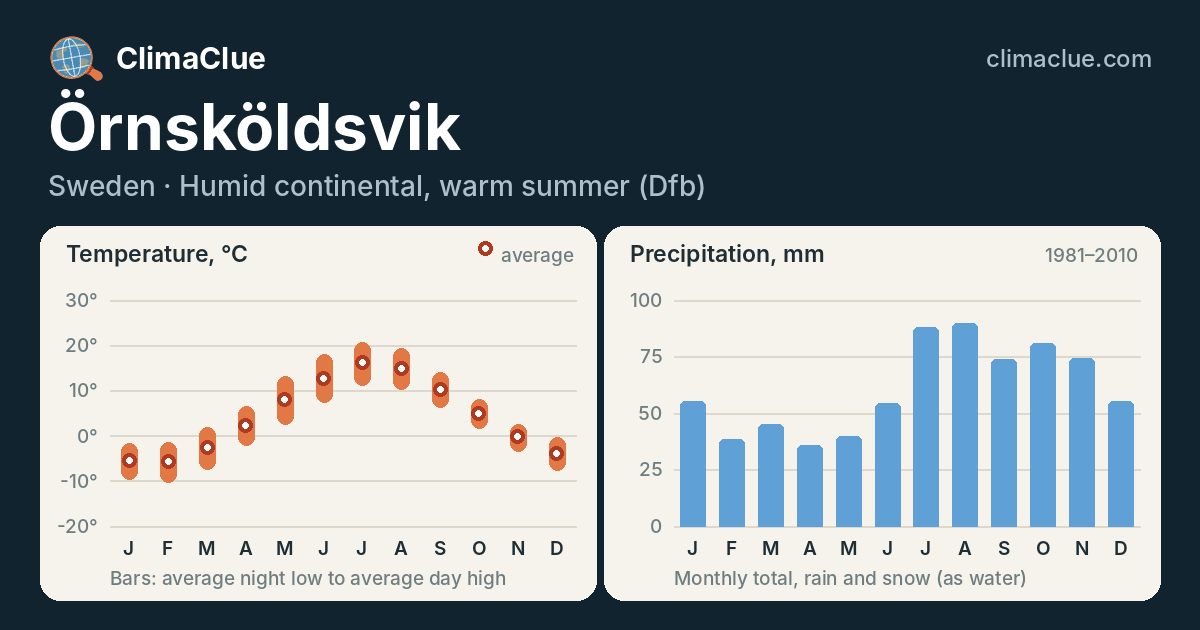 ClimaClue
climaclue.com
Örnsköldsvik
Sweden · Humid continental, warm summer (Dfb)
Temperature, °C
average
30°
20°
10°
0°
-10°
-20°
J F M A M J J A S O N D
Bars: average night low to average day high
Precipitation, mm
1981–2010
100
75
50
25
0
J F M A M J J A S O N D
Monthly total, rain and snow (as water)